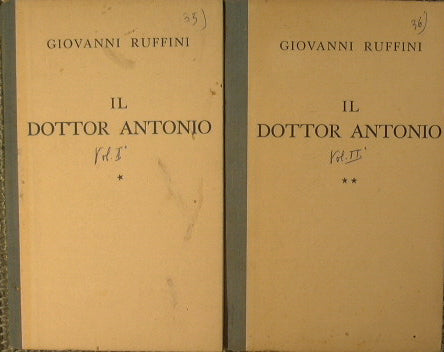 35)
GIOVANNI RUFFINI
IL
DOTTOR ANTONIO
Vol. I°
*
36)
GIOVANNI RUFFINI
IL
DOTTOR ANTONIO
Vol. II°
**